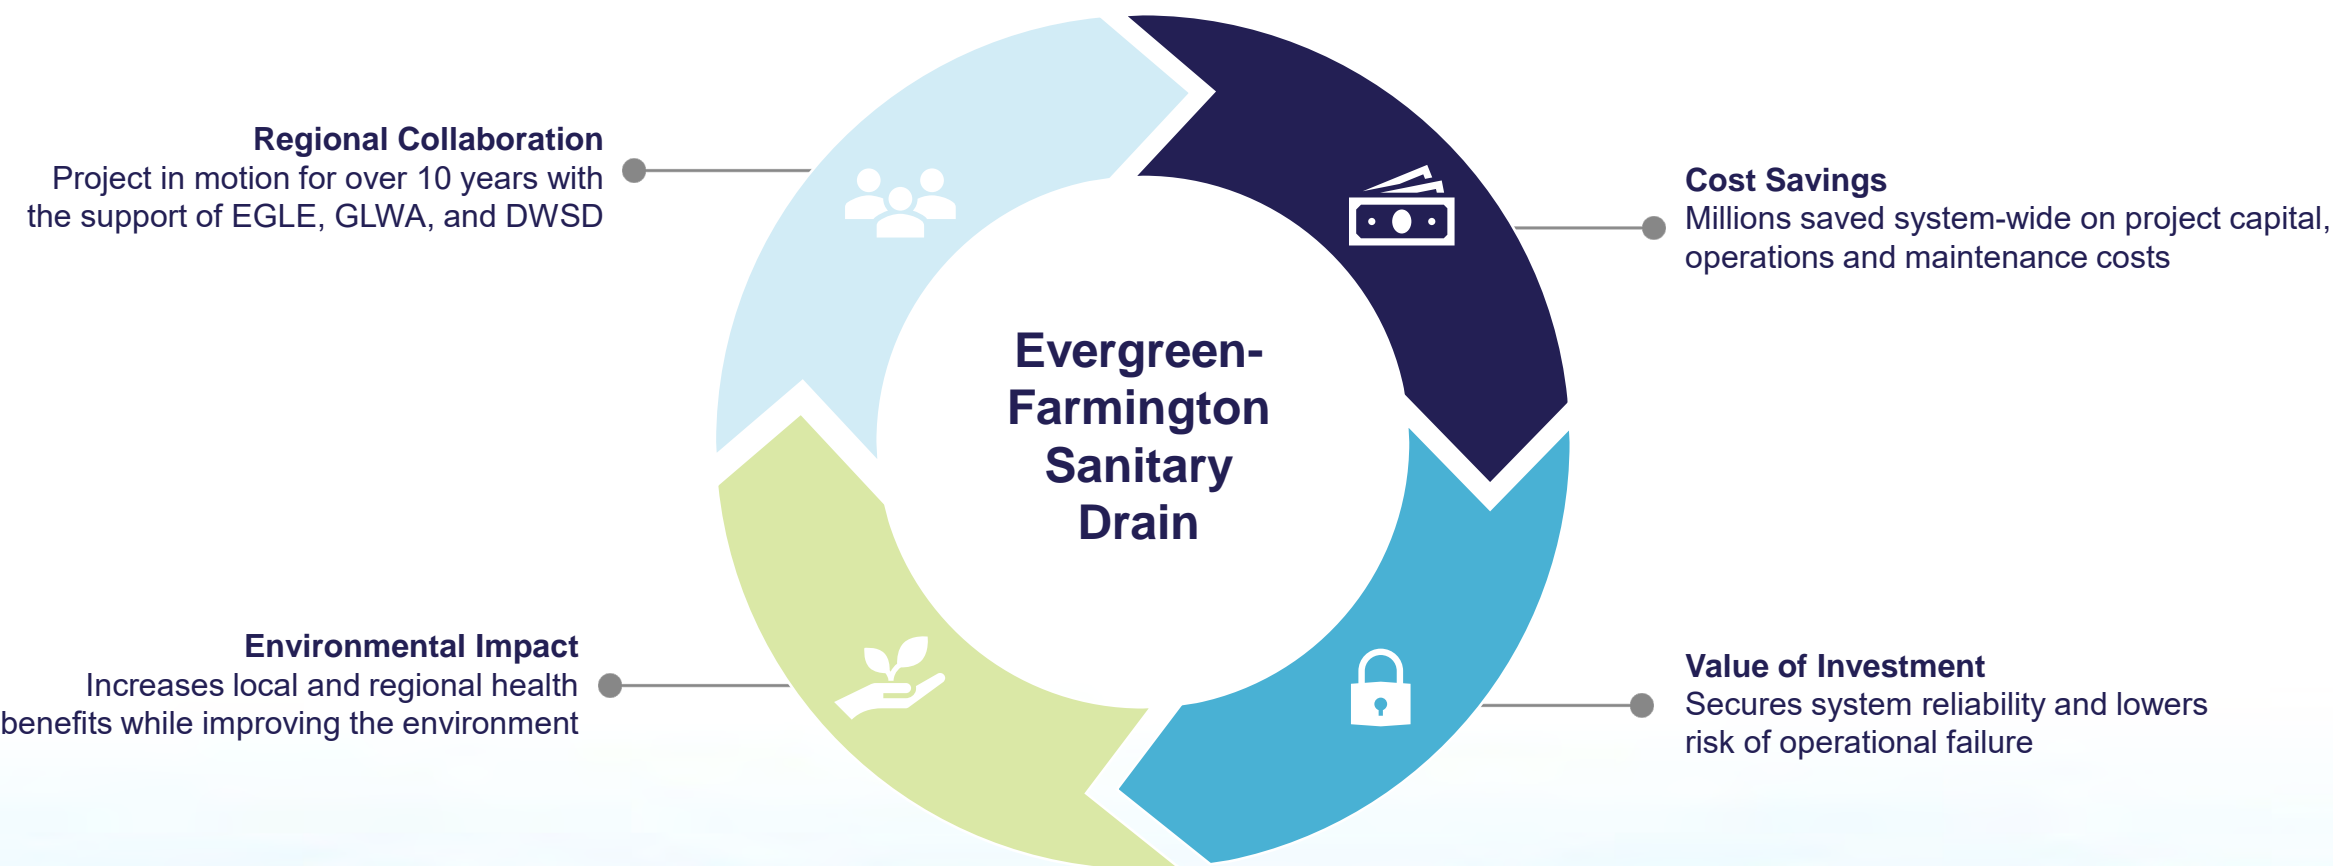 Regional Collaboration
Project in motion for over 10 years with
the support of EGLE, GLWA, and DWSD
Cost Savings
Millions saved system-wide on project capital,
operations and maintenance costs
Evergreen-
Farmington
Sanitary
Drain
Environmental Impact
Increases local and regional health
benefits while improving the environment
Value of Investment
Secures system reliability and lowers
risk of operational failure